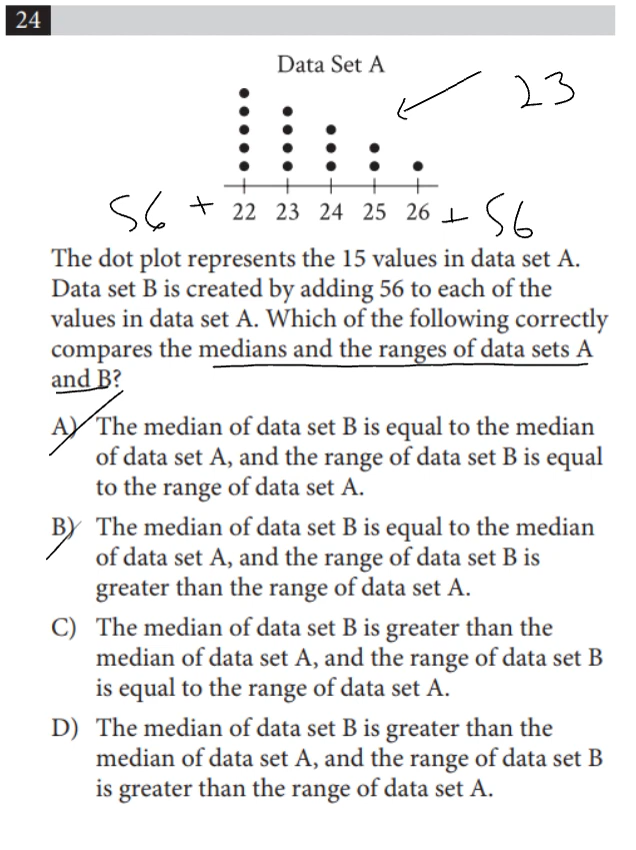 24
Data Set A
23
56 + 22 23 24 25 26 + 56
The dot plot represents the 15 values in data set A.
Data set B is created by adding 56 to each of the
values in data set A. Which of the following correctly
compares the medians and the ranges of data sets A
and B?
A) The median of data set B is equal to the median
of data set A, and the range of data set B is equal
to the range of data set A.
B) The median of data set B is equal to the median
of data set A, and the range of data set B is
greater than the range of data set A.
C) The median of data set B is greater than the
median of data set A, and the range of data set B
is equal to the range of data set A.
D) The median of data set B is greater than the
median of data set A, and the range of data set B
is greater than the range of data set A.